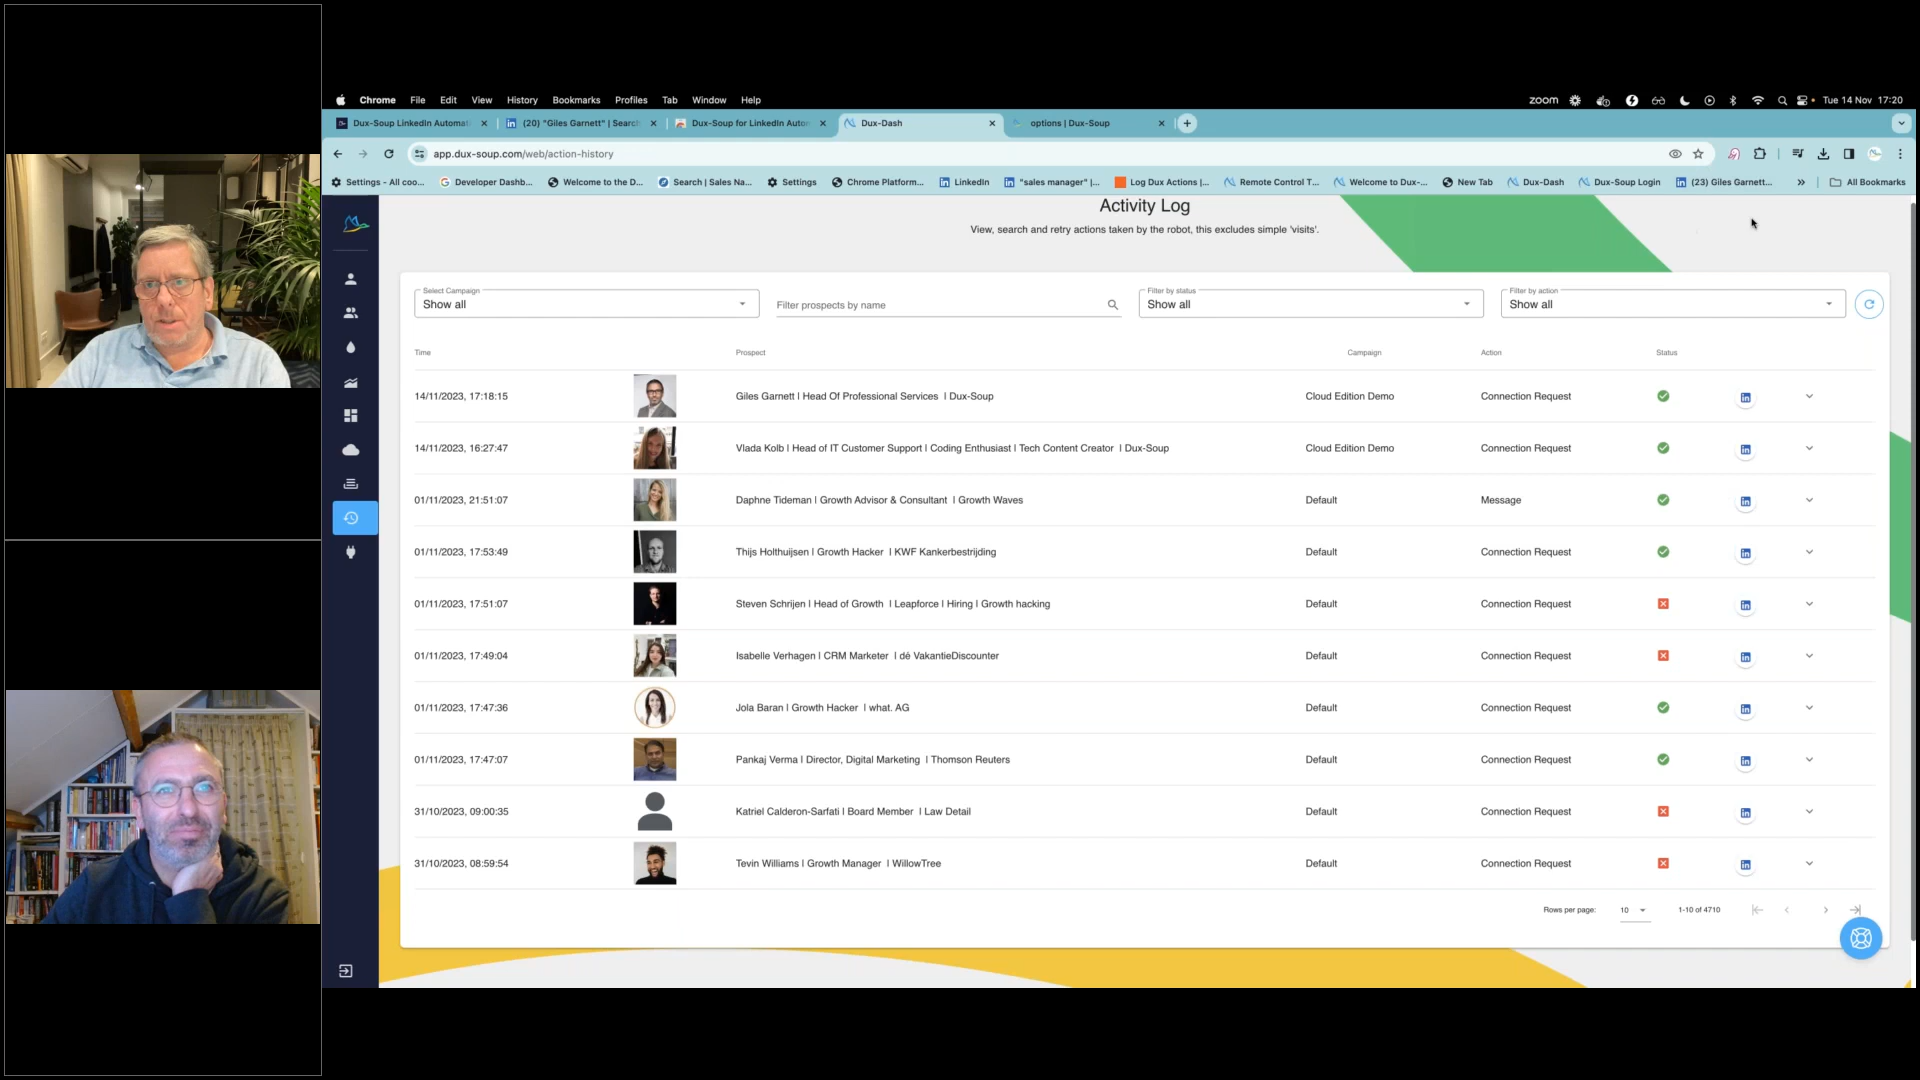 Chrome File Edit View History Bookmarks Profiles Tab Window Help zoom Tue 14 Nov 17:20
Dux-Soup LinkedIn Automat (20) "Giles Garnett" | Search Dux-Soup for LinkedIn Autom Dux-Dash options | Dux-Soup
app.dux-soup.com/web/action-history
Settings - All coo... Developer Dashb... Welcome to the D... Search | Sales Na... Settings Chrome Platform... LinkedIn "sales manager" |... Log Dux Actions |... Remote Control T... Welcome to Dux-... New Tab Dux-Dash Dux-Soup Login (23) Giles Garnett... » All Bookmarks
Activity Log
View, search and retry actions taken by the robot, this excludes simple 'visits'.
Select Campaign Filter by status Filter by action
Show all Filter prospects by name Show all Show all
Time Prospect Campaign Action Status
14/11/2023, 17:18:15 Giles Garnett | Head Of Professional Services | Dux-Soup Cloud Edition Demo Connection Request
14/11/2023, 16:27:47 Vlada Kolb | Head of IT Customer Support | Coding Enthusiast | Tech Content Creator | Dux-Soup Cloud Edition Demo Connection Request
01/11/2023, 21:51:07 Daphne Tideman | Growth Advisor & Consultant | Growth Waves Default Message
01/11/2023, 17:53:49 Thijs Holthuijsen | Growth Hacker | KWF Kankerbestrijding Default Connection Request
01/11/2023, 17:51:07 Steven Schrijen | Head of Growth | Leapforce | Hiring | Growth hacking Default Connection Request
01/11/2023, 17:49:04 Isabelle Verhagen | CRM Marketer | dé VakantieDiscounter Default Connection Request
01/11/2023, 17:47:36 Jola Baran | Growth Hacker | what. AG Default Connection Request
01/11/2023, 17:47:07 Pankaj Verma | Director, Digital Marketing | Thomson Reuters Default Connection Request
31/10/2023, 09:00:35 Katriel Calderon-Sarfati | Board Member | Law Detail Default Connection Request
31/10/2023, 08:59:54 Tevin Williams | Growth Manager | WillowTree Default Connection Request
Rows per page: 10 1-10 of 4710